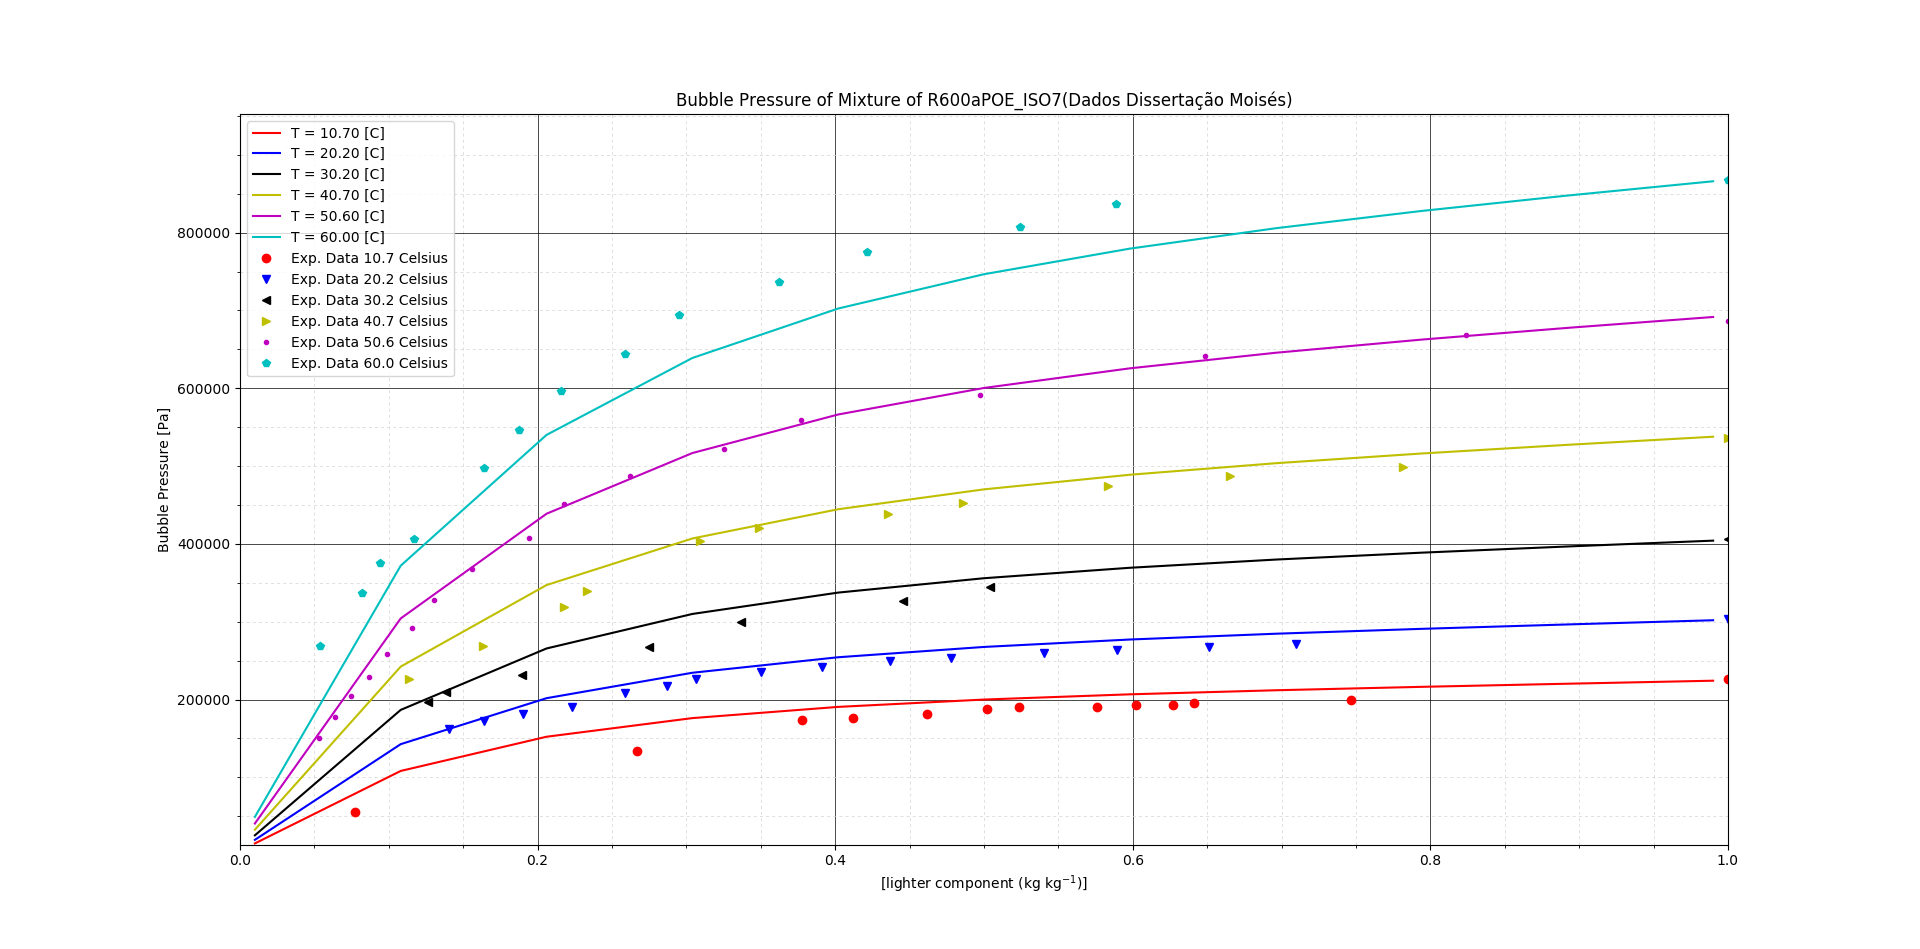 Bubble Pressure of Mixture of R600aPOE_ISO7(Dados Dissertação Moisés)
T = 10.70 [C]
T = 20.20 [C]
T = 30.20 [C]
T = 40.70 [C]
T = 50.60 [C]
T = 60.00 [C]
Exp. Data 10.7 Celsius
Exp. Data 20.2 Celsius
Exp. Data 30.2 Celsius
Exp. Data 40.7 Celsius
Exp. Data 50.6 Celsius
Exp. Data 60.0 Celsius
Bubble Pressure [Pa]
800000
600000
400000
200000
0.0 0.2 0.4 0.6 0.8 1.0
[lighter component (kg kg⁻¹)]